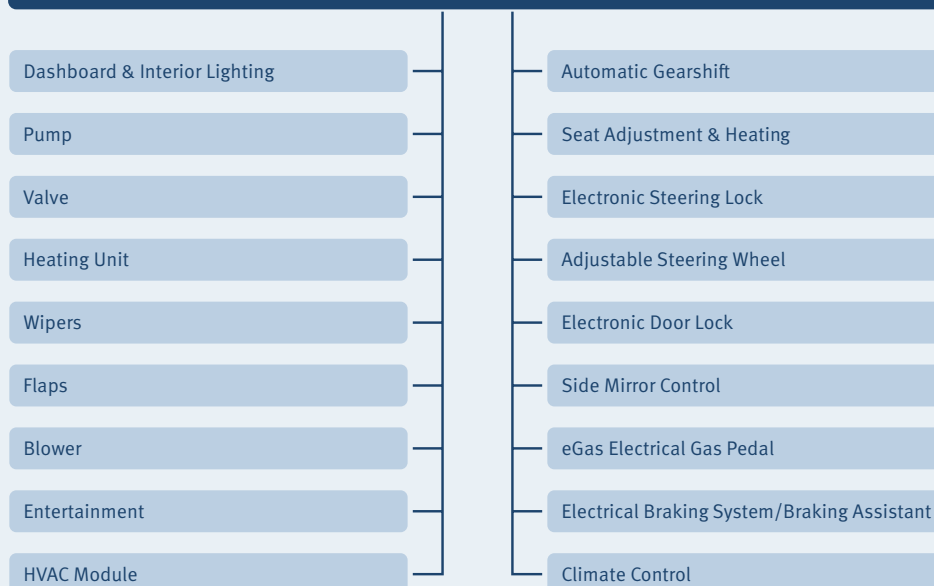 Dashboard & Interior Lighting
Pump
Valve
Heating Unit
Wipers
Flaps
Blower
Entertainment
HVAC Module
Automatic Gearshift
Seat Adjustment & Heating
Electronic Steering Lock
Adjustable Steering Wheel
Electronic Door Lock
Side Mirror Control
eGas Electrical Gas Pedal
Electrical Braking System/Braking Assistant
Climate Control